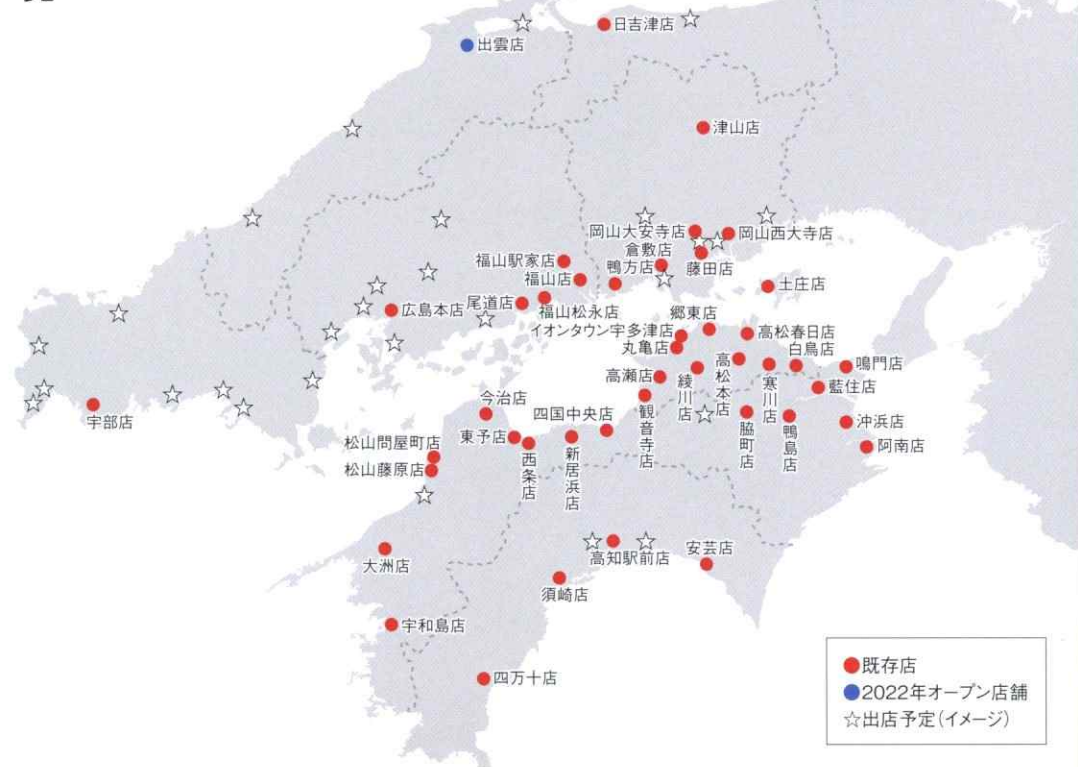 出雲店
日吉津店
津山店
岡山大安寺店
岡山西大寺店
倉敷店
福山駅家店
鴨方店
藤田店
福山店
土庄店
尾道店
福山松永店
広島本店
郷東店
イオンタウン宇多津店
高松春日店
丸亀店
白鳥店
鳴門店
高瀬店
綾川店
高松本店
寒川店
藍住店
今治店
宇部店
四国中央店
観音寺店
脇町店
鴨島店
沖浜店
東予店
阿南店
松山問屋町店
西条店
新居浜店
松山藤原店
高知駅前店
安芸店
大洲店
須崎店
宇和島店
四万十店
既存店
2022年オープン店舗
☆出店予定(イメージ)